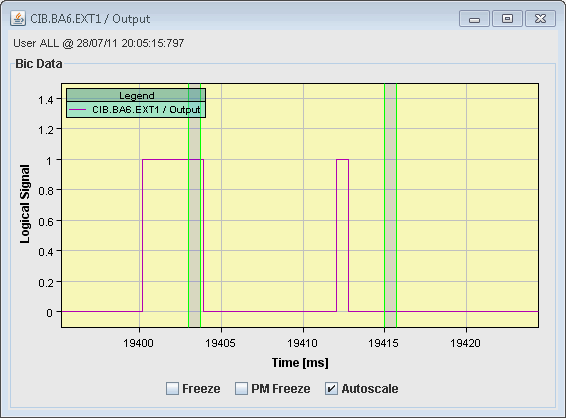 CIB.BA6.EXT1 / Output
User ALL @ 28/07/11 20:05:15:797
Bic Data
Legend
CIB.BA6.EXT1 / Output
Logical Signal
1.4
1.2
1
0.8
0.6
0.4
0.2
0
19400 19405 19410 19415 19420
Time [ms]
Freeze PM Freeze Autoscale